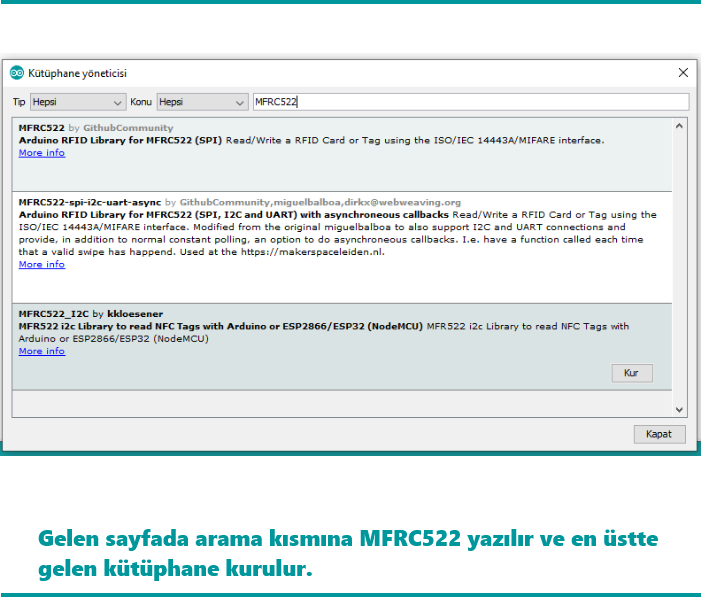 Kütüphane yöneticisi
Tip Hepsi Konu Hepsi MFRC522
MFRC522 by GithubCommunity
Arduino RFID Library for MFRC522 (SPI) Read/Write a RFID Card or Tag using the ISO/IEC 14443A/MIFARE interface.
More info
MFRC522-spi-i2c-uart-async by GithubCommunity,miguelbalboa,dirkx@webweaving.org
Arduino RFID Library for MFRC522 (SPI, I2C and UART) with asynchroneous callbacks Read/Write a RFID Card or Tag using the
ISO/IEC 14443A/MIFARE interface. Modified from the original miguelbalboa to also support I2C and UART connections and
provide, in addition to normal constant polling, an option to do asynchroneous callbacks. I.e. have a function called each time
that a valid swipe has happend. Used at the https://makerspaceleiden.nl.
More info
MFRC522_I2C by kkloesener
MFR522 i2c Library to read NFC Tags with Arduino or ESP2866/ESP32 (NodeMCU) MFR522 i2c Library to read NFC Tags with
Arduino or ESP2866/ESP32 (NodeMCU)
More info
Kur
Kapat
Gelen sayfada arama kısmına MFRC522 yazılır ve en üstte
gelen kütüphane kurulur.